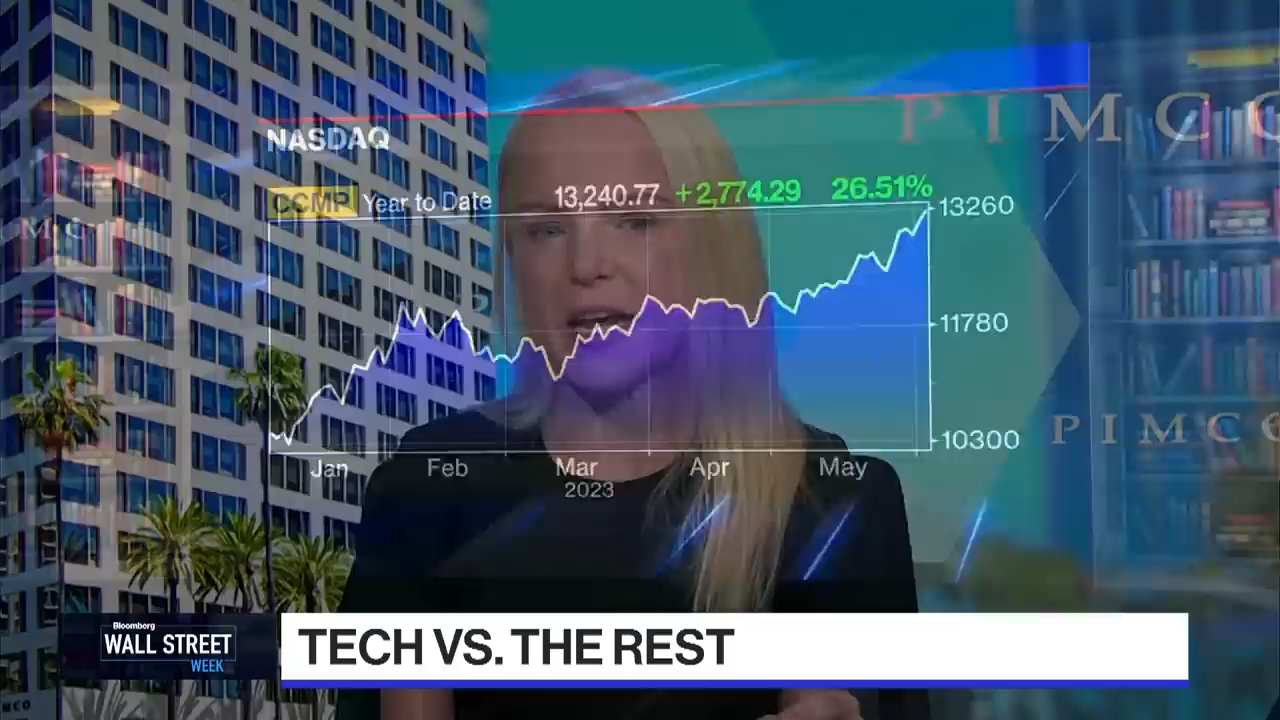 PIMCO
NASDAQ
CCMP Year to Date 13,240.77 +2,774.29 26.51%
13260
11780
10300
PIMCO
Jan Feb Mar Apr May
2023
Bloomberg
WALL STREET
WEEK
TECH VS. THE REST